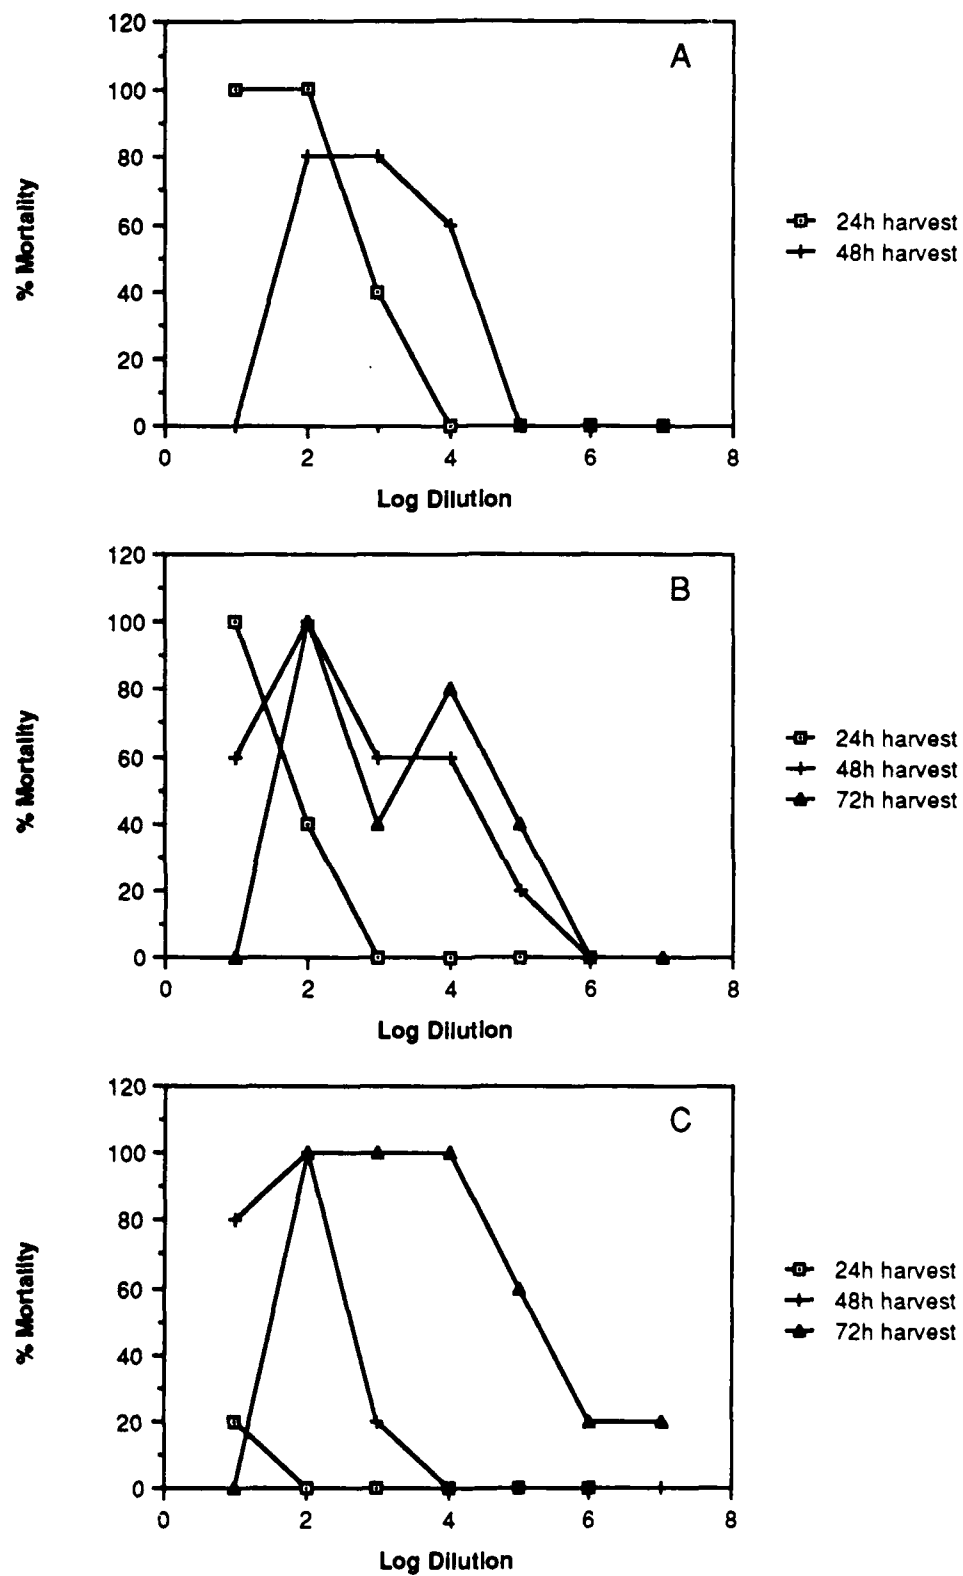 120
A
100
80
60
40
20
0
0 2 4 6 8
% Mortality
Log Dilution
24h harvest
48h harvest
120
B
100
80
60
40
20
0
0 2 4 6 8
% Mortality
Log Dilution
24h harvest
48h harvest
72h harvest
120
C
100
80
60
40
20
0
0 2 4 6 8
% Mortality
Log Dilution
24h harvest
48h harvest
72h harvest